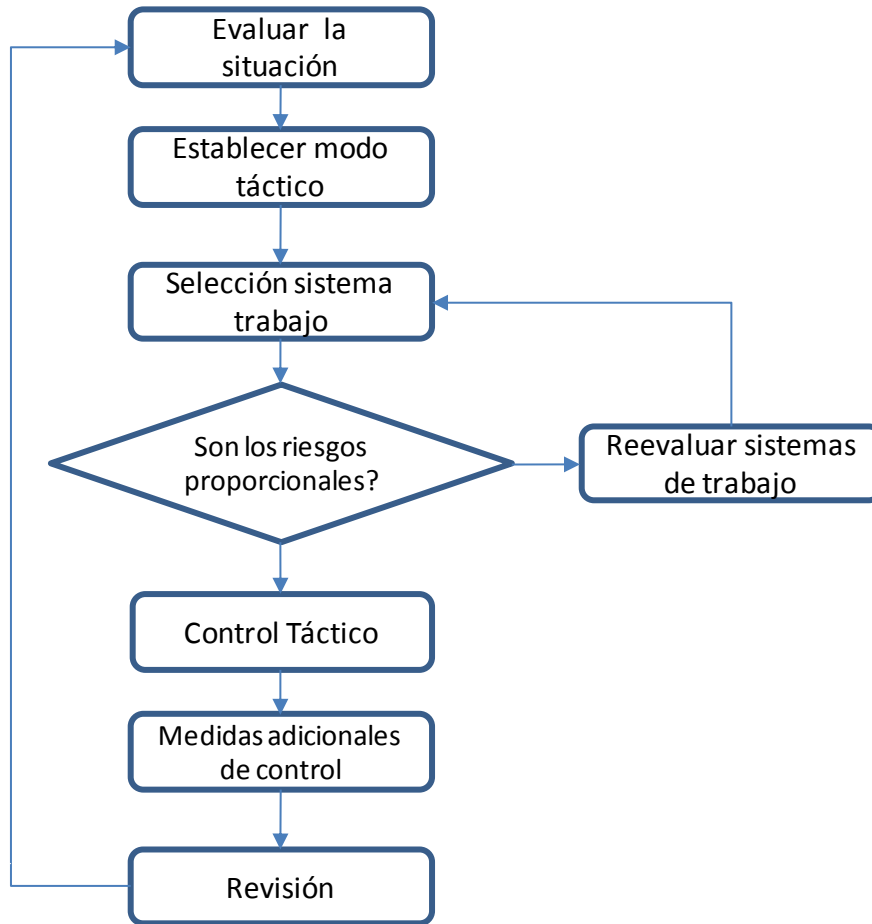 Evaluar la
situación
Establecer modo
táctico
Selección sistema
trabajo
Son los riesgos
proporcionales?
Reevaluar sistemas
de trabajo
Control Táctico
Medidas adicionales
de control
Revisión